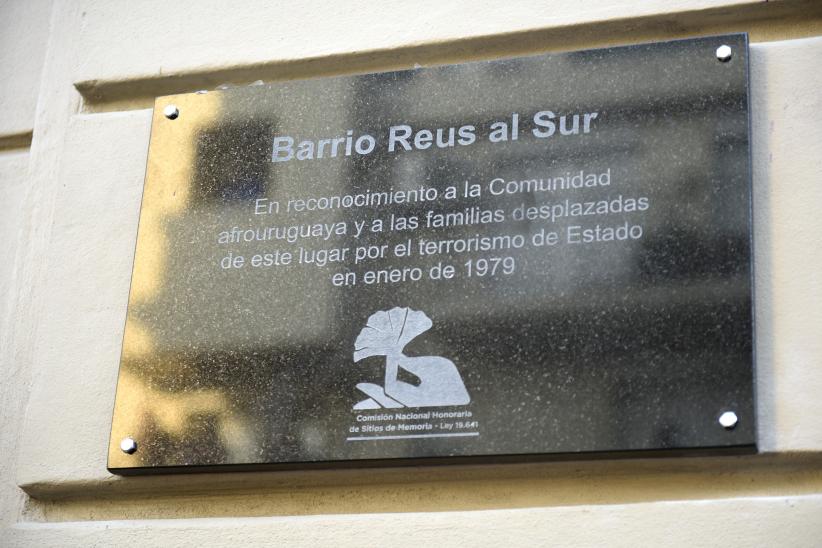 Barrio Reus al Sur
En reconocimiento a la Comunidad
afrouruguaya y a las familias desplazadas
de este lugar por el terrorismo de Estado
en enero de 1979
Comisión Nacional Honoraria
de Sitios de Memoria - Ley 19.641